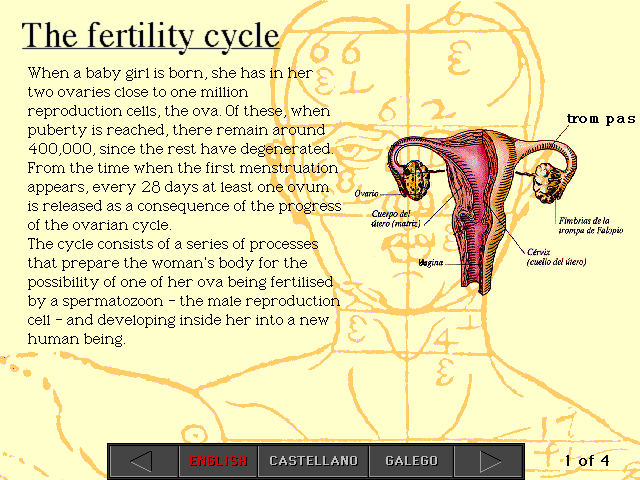 The fertility cycle
When a baby girl is born, she has in her
two ovaries close to one million
reproduction cells, the ova. Of these, when
puberty is reached, there remain around
400,000, since the rest have degenerated.
From the time when the first menstruation
appears, every 28 days at least one ovum
is released as a consequence of the progress
of the ovarian cycle.
The cycle consists of a series of processes
that prepare the woman's body for the
possibility of one of her ova being fertilised
by a spermatozoon - the male reproduction
cell - and developing inside her into a new
human being.
trompas
Ovario
Cuerpo del
útero (matriz)
Fimbrias de la
trompa de Falopio
Cérvix
(cuello del útero)
Vagina
6 6
6 2
4
ENGLISH
CASTELLANO
GALEGO
1 of 4